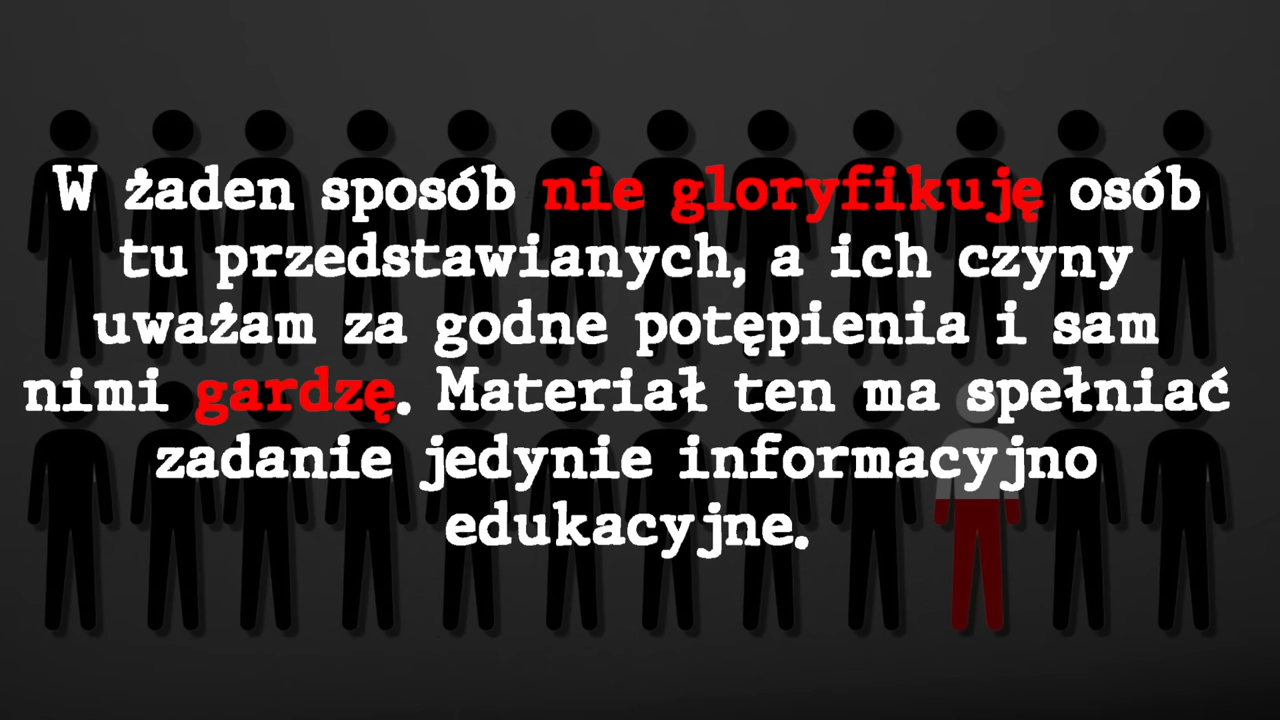 W żaden sposób nie gloryfikuję osób
tu przedstawianych, a ich czyny
uważam za godne potępienia i sam
nimi gardzę. Materiał ten ma spełniać
zadanie jedynie informacyjno
edukacyjne.